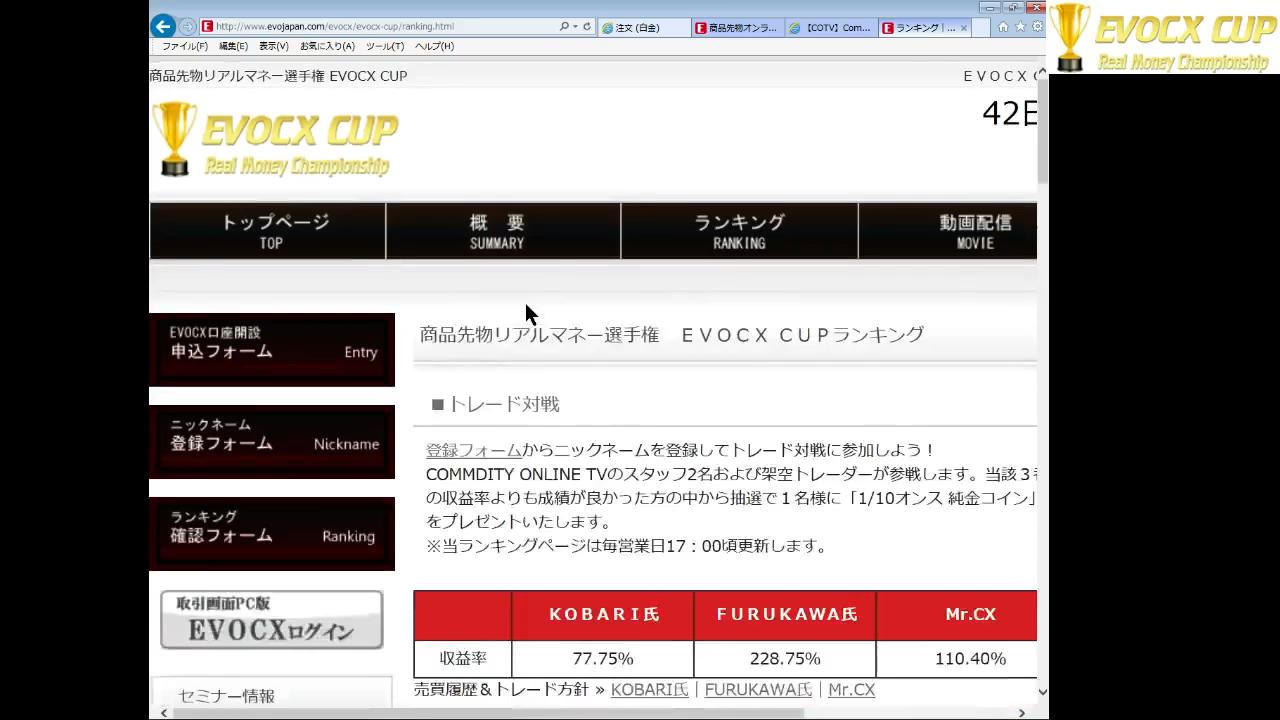 http://www.evojapan.com/evocx/evocx-cup/ranking.html
注文 (白金)
商品先物オンラ...
【COTV】Com...
ランキング | ...
ファイル(F) 編集(E) 表示(V) お気に入り(A) ツール(T) ヘルプ(H)
EVOCX CUP
Real Money Championship
商品先物リアルマネー選手権 EVOCX CUP
ＥＶＯＣＸ
EVOCX CUP
Real Money Championship
42日
トップページ
TOP
概 要
SUMMARY
ランキング
RANKING
動画配信
MOVIE
EVOCX口座開設
申込フォーム Entry
ニックネーム
登録フォーム Nickname
ランキング
確認フォーム Ranking
取引画面PC版
EVOCXログイン
セミナー情報
商品先物リアルマネー選手権　ＥＶＯＣＸ ＣＵＰランキング
■トレード対戦
登録フォームからニックネームを登録してトレード対戦に参加しよう！
COMMDITY ONLINE TVのスタッフ2名および架空トレーダーが参戦します。当該３
の収益率よりも成績が良かった方の中から抽選で１名様に「1/10オンス 純金コイン」
をプレゼントいたします。
※当ランキングページは毎営業日17：00頃更新します。
ＫＯＢＡＲＩ氏 ＦＵＲＵＫＡＷＡ氏 Mr.CX
収益率 77.75% 228.75% 110.40%
売買履歴＆トレード方針 » KOBARI氏 | FURUKAWA氏 | Mr.CX